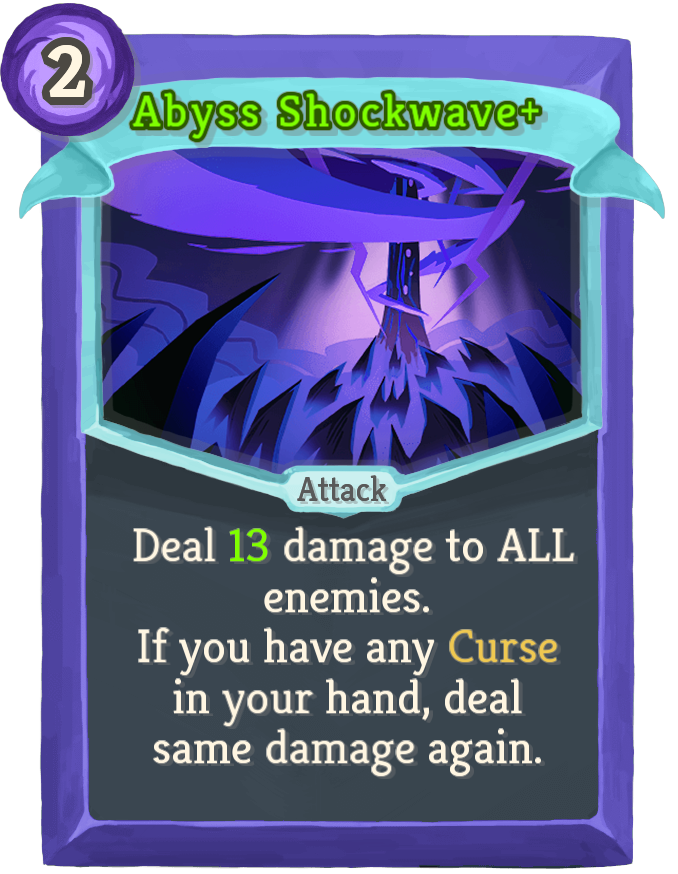 2
Abyss Shockwave+
Attack
Deal 13 damage to ALL
enemies.
If you have any Curse
in your hand, deal
same damage again.